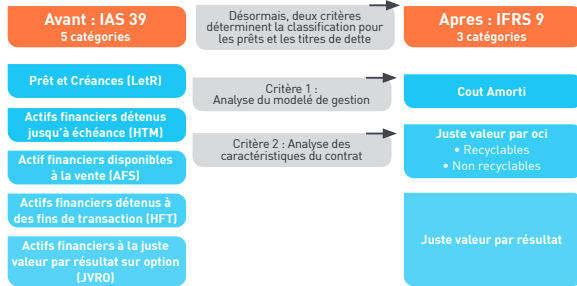 Avant : IAS 39
5 catégories
Désormais, deux critères
déterminent la classification pour
les prêts et les titres de dette
Apres : IFRS 9
3 catégories
Prêt et Créances (LetR)
Actifs financiers détenus
jusqu'à échéance (HTM)
Actif financiers disponibles
à la vente (AFS)
Actifs financiers détenus à
des fins de transaction (HFT)
Actifs financiers à la juste
valeur par résultat sur option
(JVRO)
Critère 1 :
Analyse du modelé de gestion
Critère 2 : Analyse des
caractéristiques du contrat
Cout Amorti
Juste valeur par oci
• Recyclables
• Non recyclables
Juste valeur par résultat